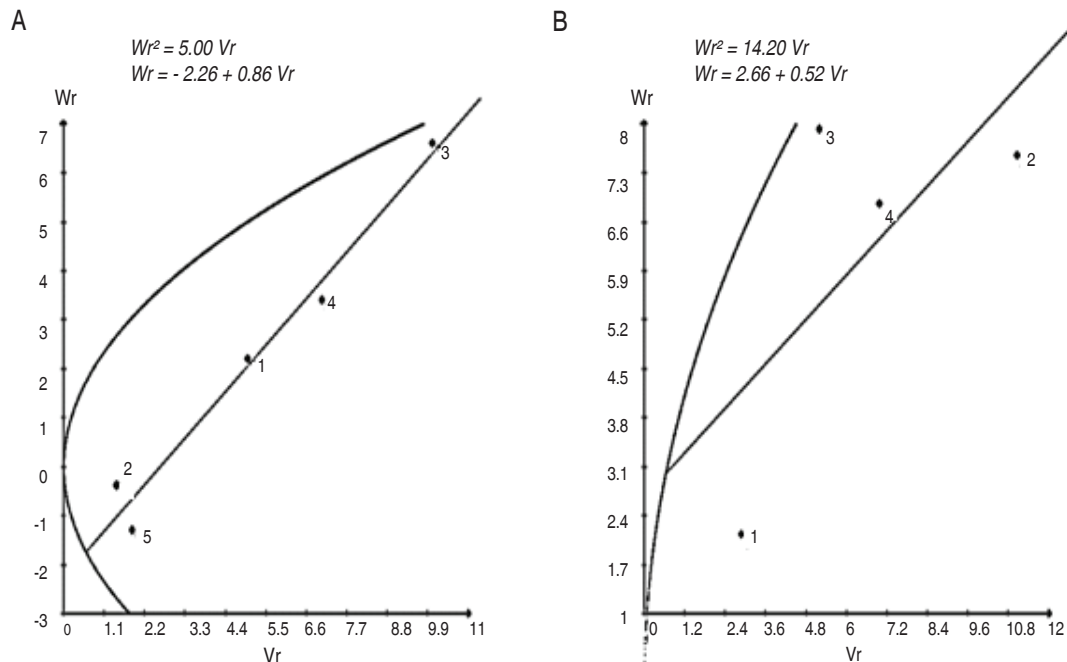 A
Wr² = 5.00 Vr
Wr = - 2.26 + 0.86 Vr
Wr
7
6
5
4
3
2
1
0
-1
-2
-3
3
4
1
2
5
0 1.1 2.2 3.3 4.4 5.5 6.6 7.7 8.8 9.9 11
Vr
B
Wr² = 14.20 Vr
Wr = 2.66 + 0.52 Vr
Wr
8
7.3
6.6
5.9
5.2
4.5
3.8
3.1
2.4
1.7
1
3
2
4
1
0 1.2 2.4 3.6 4.8 6 7.2 8.4 9.6 10.8 12
Vr